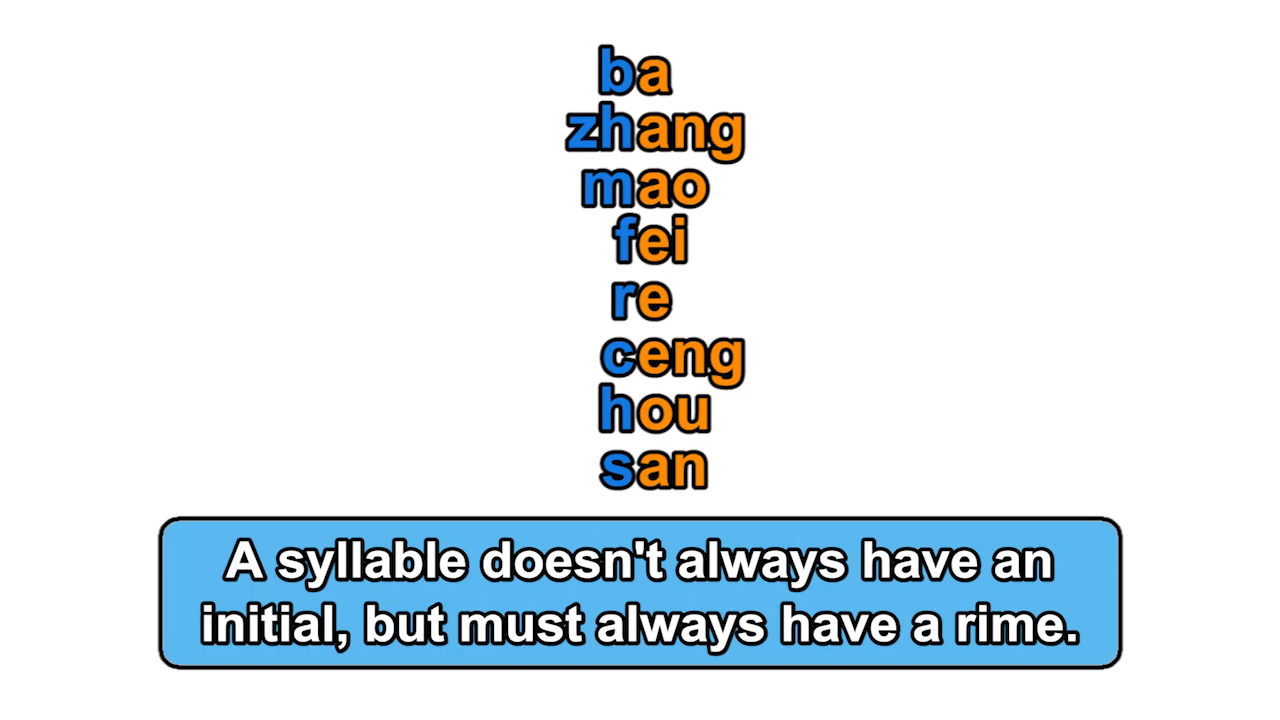 ba
zhang
mao
fei
re
ceng
hou
san
A syllable doesn't always have an
initial, but must always have a rime.